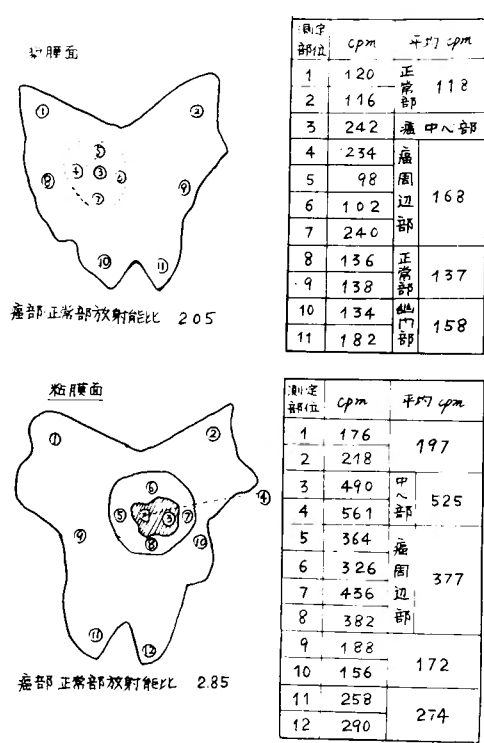 漿膜面
① ②
⑤
④ ③ ⑥
⑦
⑧ ⑨
⑩ ⑪
癌部 正常部放射能比 2.05
測定部位 cpm 平均 cpm
1 120 正常部 118
2 116
3 242 癌中心部
4 234 癌周辺部 168
5 98
6 102
7 240
8 136 正常部 137
9 138
10 134 幽門部 158
11 182
粘膜面
① ②
⑥ ④
⑤ ③ ⑦
⑧
⑨ ⑩
⑪ ⑫
癌部 正常部放射能比 2.85
測定部位 cpm 平均 cpm
1 176 197
2 218
3 490 中心部 525
4 561
5 364 癌周辺部 377
6 326
7 436
8 382
9 188 172
10 156
11 258 274
12 290